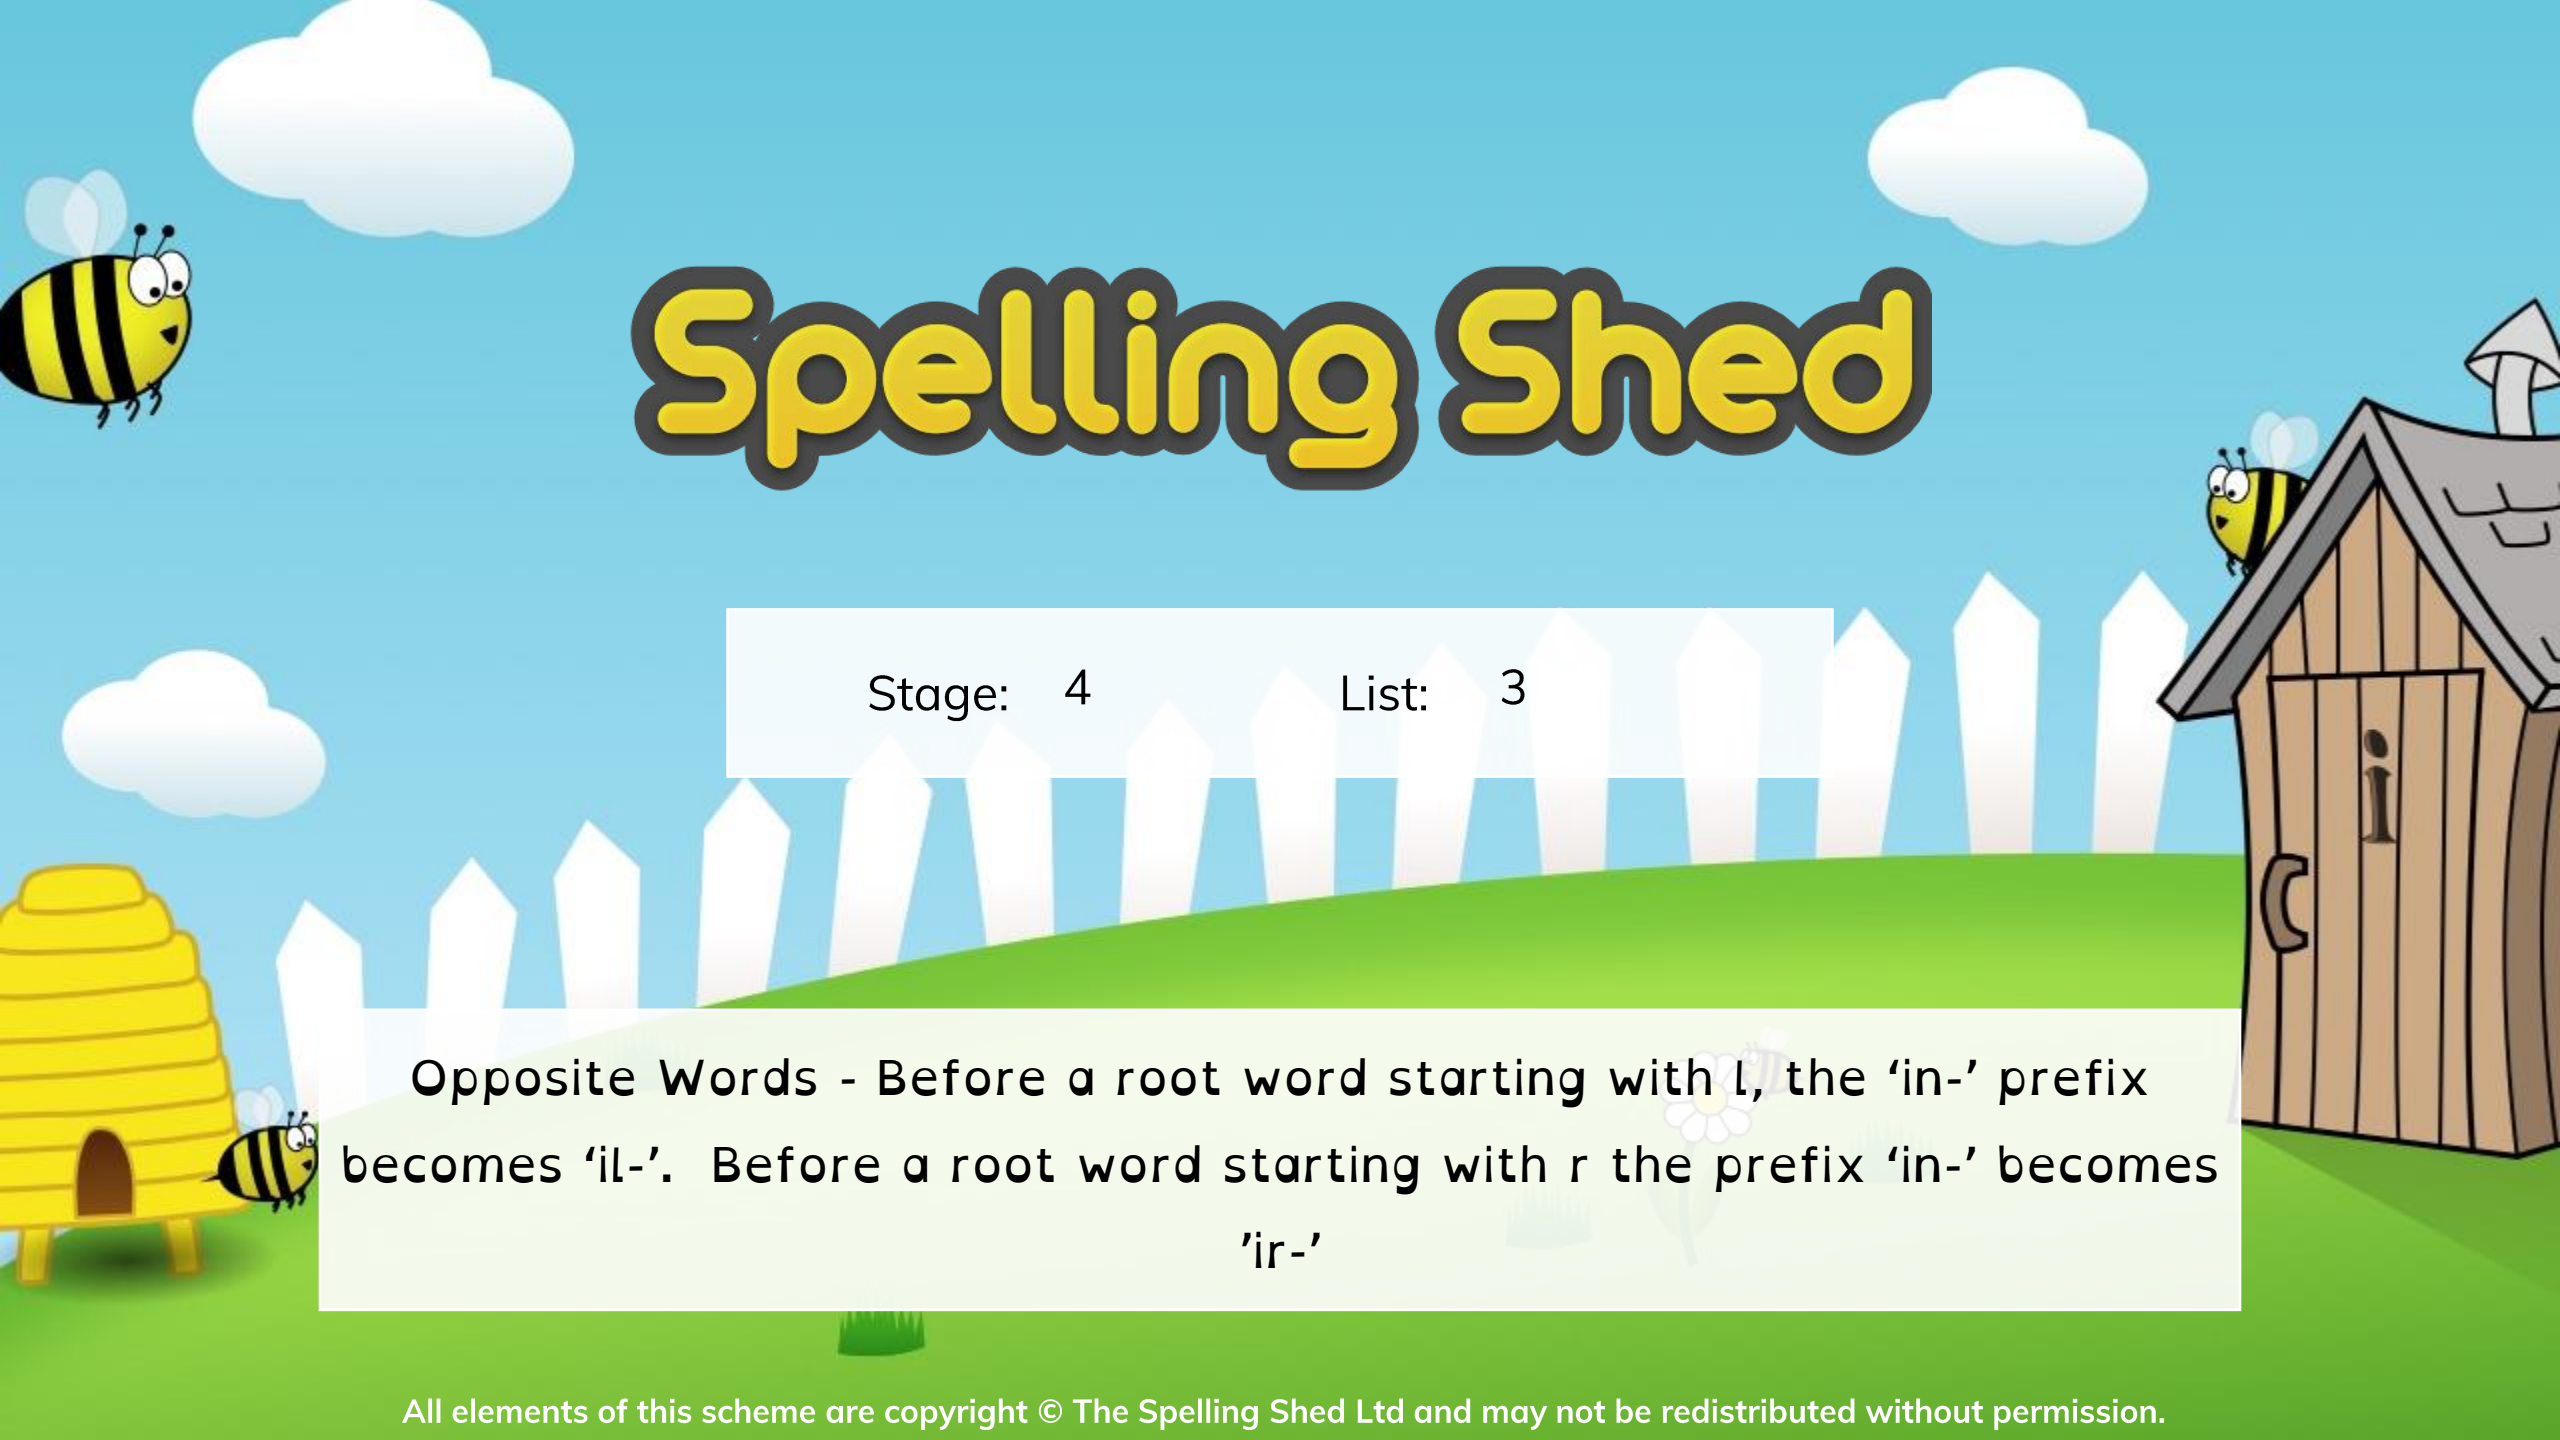 Spelling Shed
Stage: 4 List: 3
Opposite Words - Before a root word starting with l, the ‘in-’ prefix
becomes ‘il-’.  Before a root word starting with r the prefix ‘in-’ becomes
’ir-’
i
All elements of this scheme are copyright © The Spelling Shed Ltd and may not be redistributed without permission.